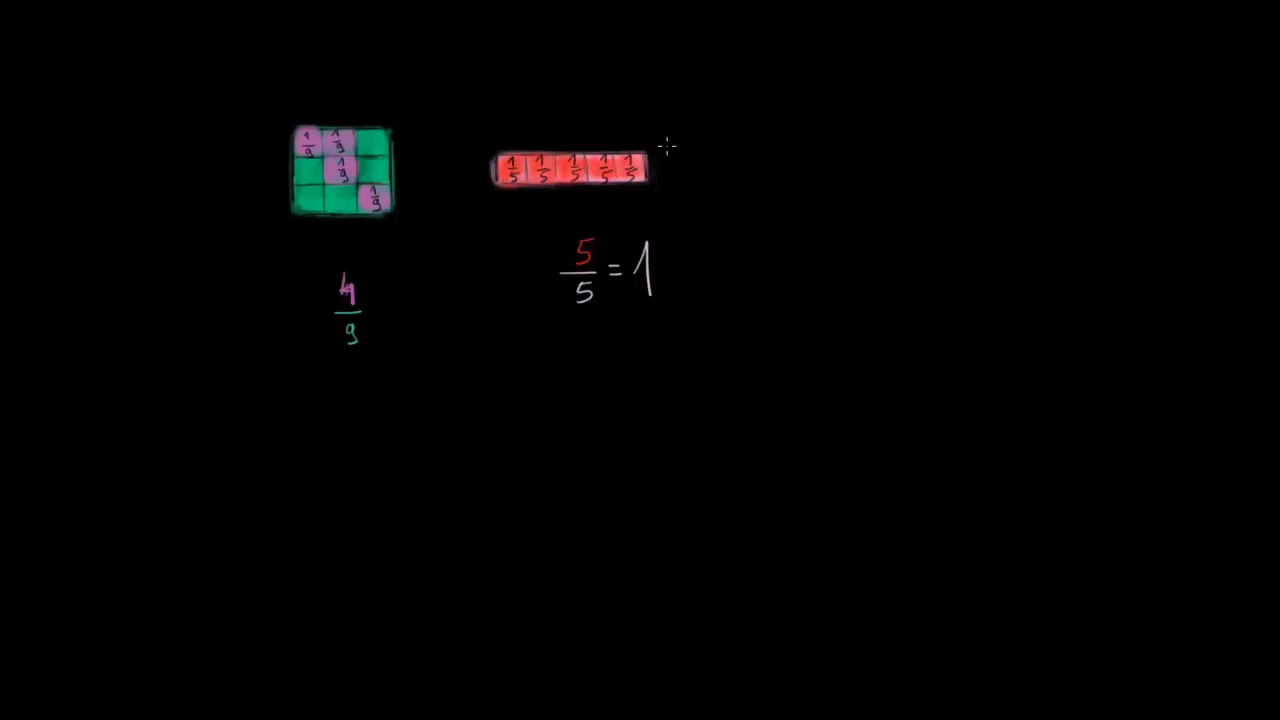 1/9 1/9
1/9
1/9
4/9
1/5 1/5 1/5 1/5 1/5
5/5 = 1